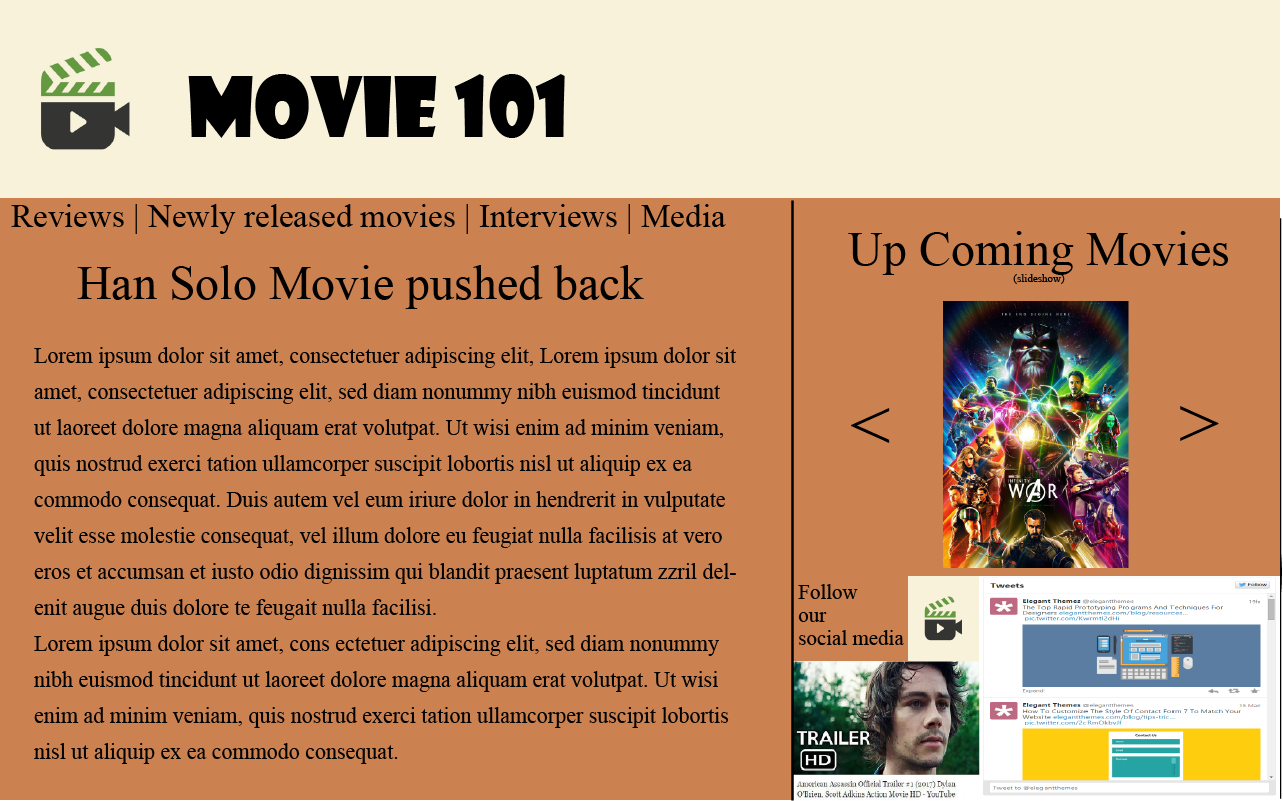 MOVIE 101
Reviews | Newly released movies | Interviews | Media
Han Solo Movie pushed back
Lorem ipsum dolor sit amet, consectetuer adipiscing elit, Lorem ipsum dolor sit
amet, consectetuer adipiscing elit, sed diam nonummy nibh euismod tincidunt
ut laoreet dolore magna aliquam erat volutpat. Ut wisi enim ad minim veniam,
quis nostrud exerci tation ullamcorper suscipit lobortis nisl ut aliquip ex ea
commodo consequat. Duis autem vel eum iriure dolor in hendrerit in vulputate
velit esse molestie consequat, vel illum dolore eu feugiat nulla facilisis at vero
eros et accumsan et iusto odio dignissim qui blandit praesent luptatum zzril del-
enit augue duis dolore te feugait nulla facilisi.
Lorem ipsum dolor sit amet, cons ectetuer adipiscing elit, sed diam nonummy
nibh euismod tincidunt ut laoreet dolore magna aliquam erat volutpat. Ut wisi
enim ad minim veniam, quis nostrud exerci tation ullamcorper suscipit lobortis
nisl ut aliquip ex ea commodo consequat.
Up Coming Movies
(slideshow)
THE END BEGINS HERE
< >
INFINITY
WAR
Follow
our
social media
TRAILER
HD
American Assassin Official Trailer #1 (2017) Dylan
O'Brien, Scott Adkins Action Movie HD - YouTube
Tweets
Follow
Elegant Themes @elegantthemes 19h
The Top Rapid Prototyping Programs And Techniques For
Designers elegantthemes.com/blog/resources...
pic.twitter.com/KwrmtI2dHi
Expand
Elegant Themes @elegantthemes 16 Mar
How To Customize The Style Of Contact Form 7 To Match Your
Website elegantthemes.com/blog/tips-tric...
pic.twitter.com/2cRmOkbvJf
Contact Us
Tweet to @elegantthemes